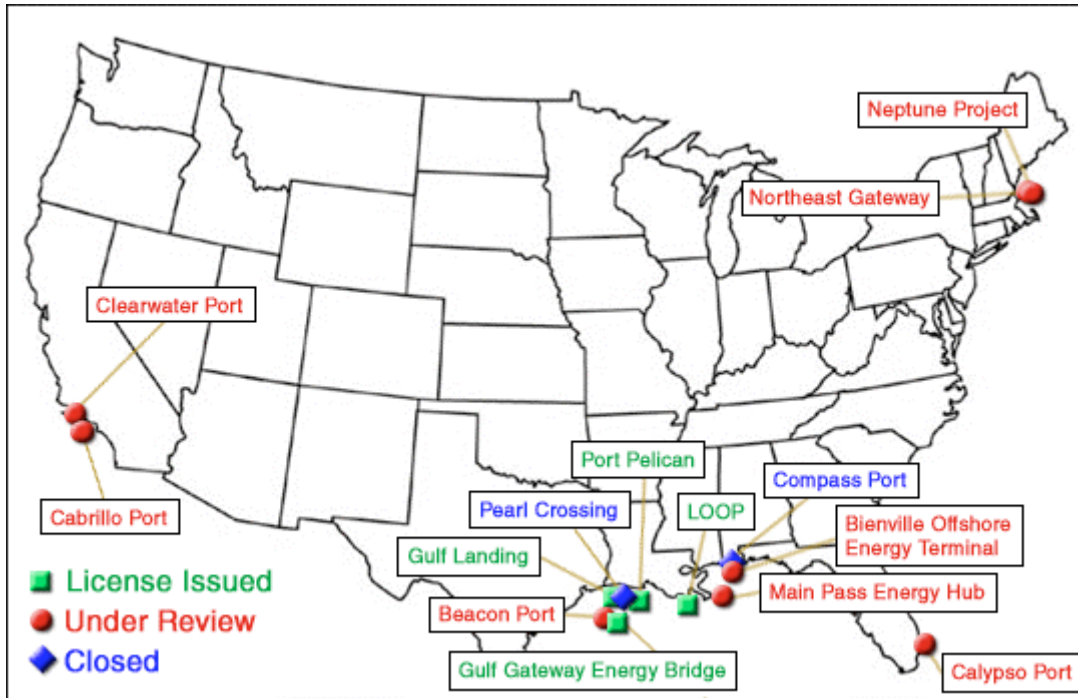 Neptune Project
Northeast Gateway
Clearwater Port
Port Pelican
Compass Port
Pearl Crossing
LOOP
Cabrillo Port
Bienville Offshore
Energy Terminal
Gulf Landing
License Issued
Main Pass Energy Hub
Beacon Port
Under Review
Gulf Gateway Energy Bridge
Calypso Port
Closed